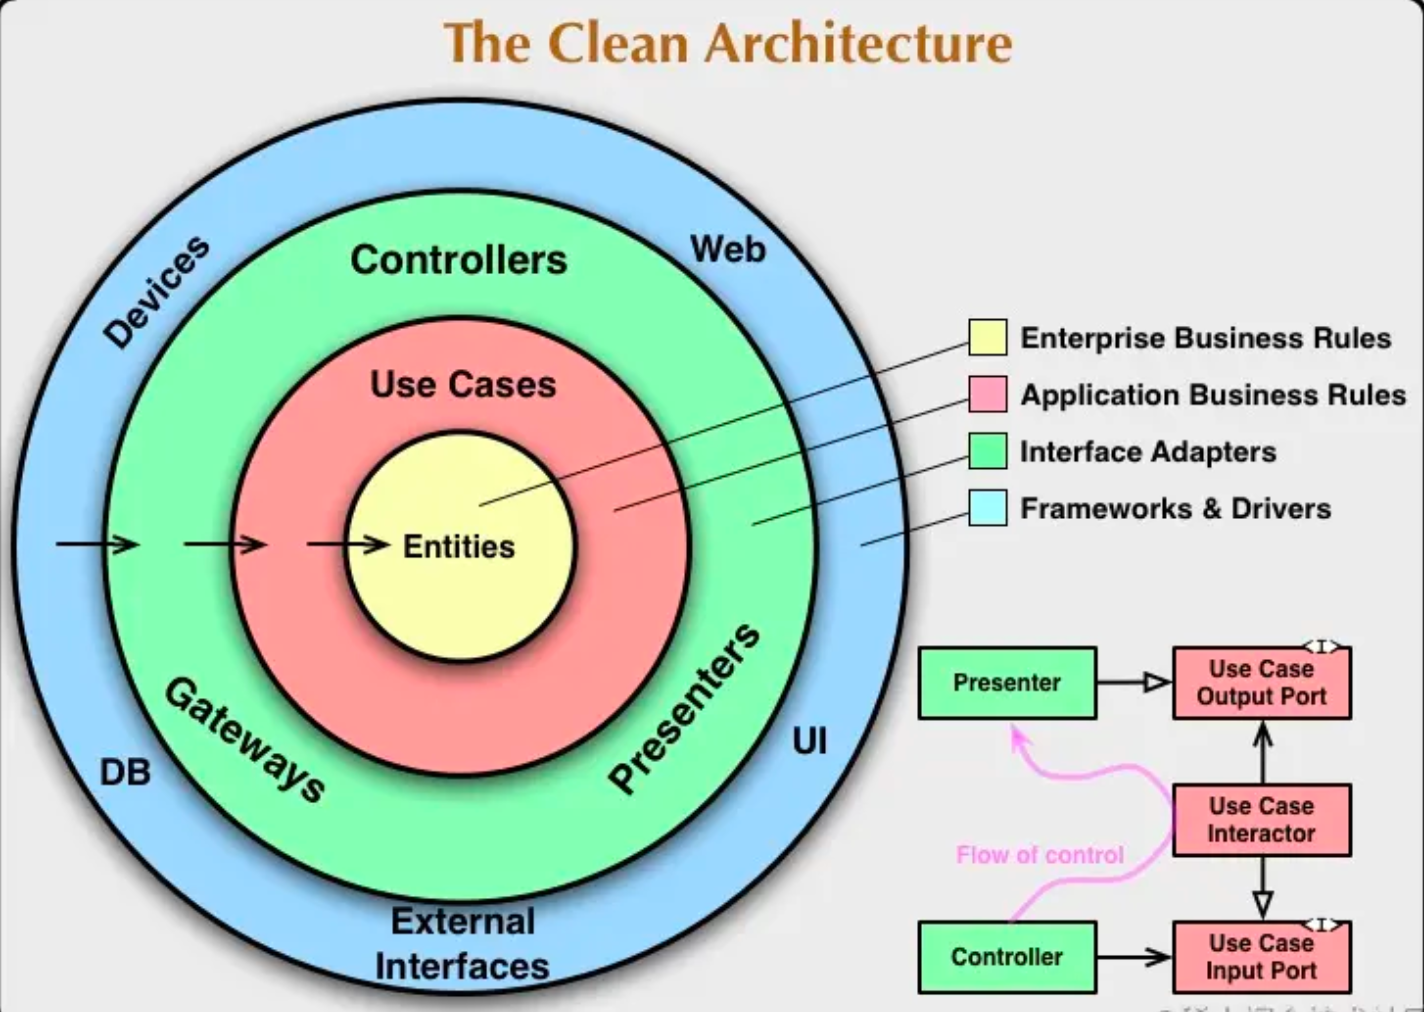 The Clean Architecture
Devices
Controllers
Web
Use Cases
Entities
Gateways
Presenters
DB
UI
External
Interfaces
Enterprise Business Rules
Application Business Rules
Interface Adapters
Frameworks & Drivers
Presenter
<I>
Use Case
Output Port
Use Case
Interactor
Flow of control
Controller
<I>
Use Case
Input Port